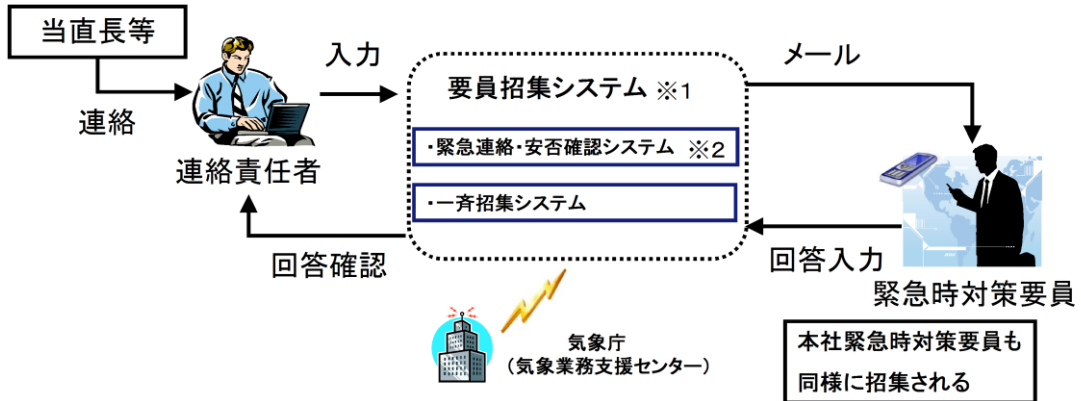 当直長等
連絡
連絡責任者
入力
要員招集システム ※1
・緊急連絡・安否確認システム ※2
・一斉招集システム
メール
回答確認
回答入力
緊急時対策要員
気象庁
（気象業務支援センター）
本社緊急時対策要員も
同様に招集される